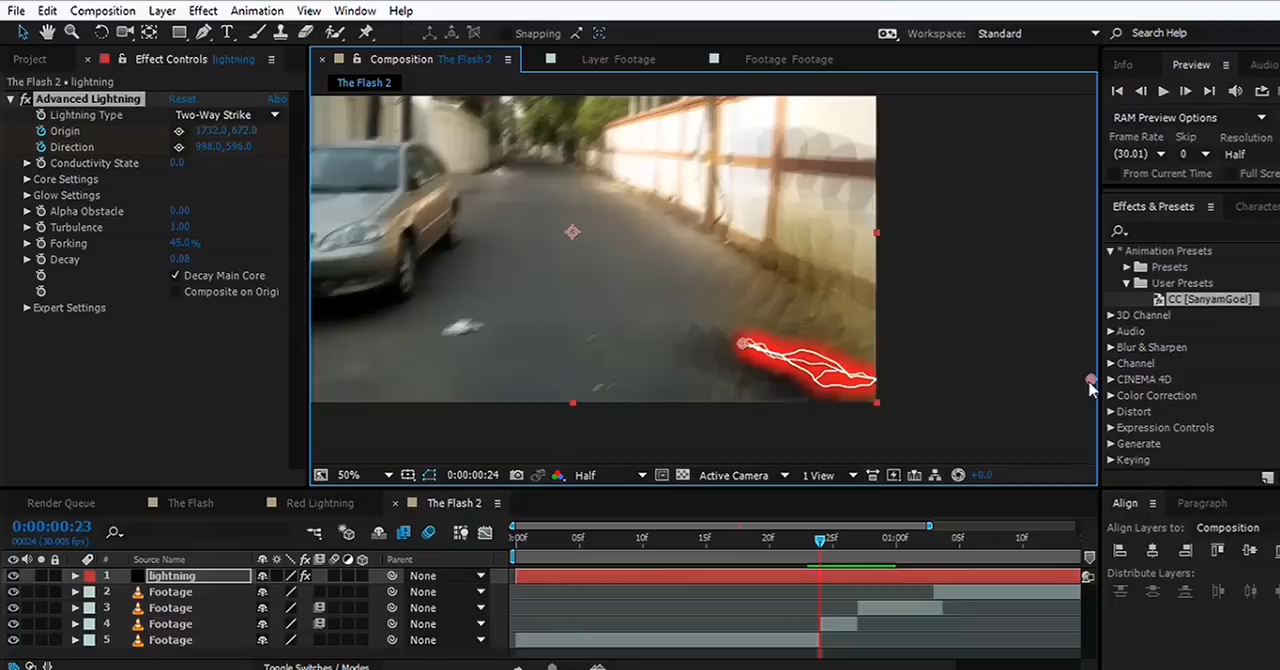 File Edit Composition Layer Effect Animation View Window Help
Snapping Workspace: Standard Search Help
Project × Effect Controls lightning Composition The Flash 2 Layer Footage Footage Footage Info Preview Audio
The Flash 2 • lightning The Flash 2
Advanced Lightning Reset Abo
Lightning Type Two-Way Strike
Origin 1732.0,672.0
Direction 998.0,596.0
Conductivity State 0.0
Core Settings
Glow Settings
Alpha Obstacle 0.00
Turbulence 1.00
Forking 45.0%
Decay 0.08
Decay Main Core
Composite on Origi
Expert Settings
RAM Preview Options
Frame Rate Skip Resolution
(30.01) 0 Half
From Current Time Full Scre
Effects & Presets Character
* Animation Presets
Presets
User Presets
CC [SanyamGoel]
3D Channel
Audio
Blur & Sharpen
Channel
CINEMA 4D
Color Correction
Distort
Expression Controls
Generate
Keying
50% 0:00:00:24 Half Active Camera 1 View +0.0
Render Queue The Flash Red Lightning × The Flash 2
0:00:00:23
00024 (30.005 fps)
:00f 05f 10f 15f 20f 25f 01:00f 05f 10f
# Source Name fx Parent
1 lightning fx None
2 Footage None
3 Footage None
4 Footage None
5 Footage None
Toggle Switches / Modes
Align Paragraph
Align Layers to: Composition
Distribute Layers: